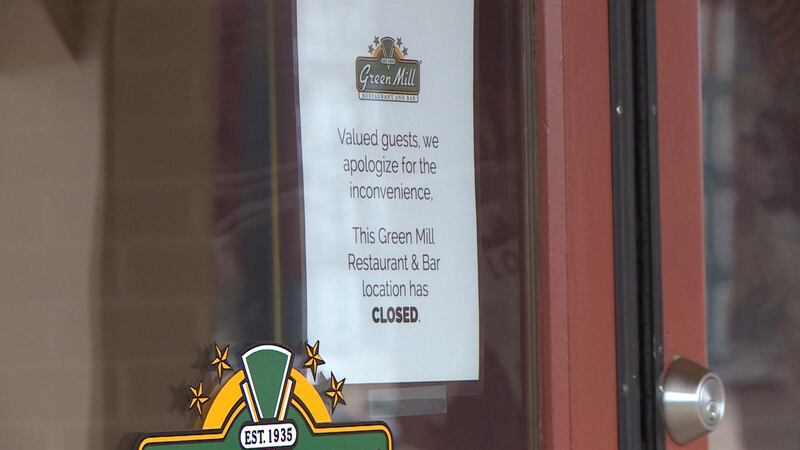 Green Mill
RESTAURANT AND BAR
Valued guests, we
apologize for the
inconvenience,
This Green Mill
Restaurant & Bar
location has
CLOSED.
EST. 1935